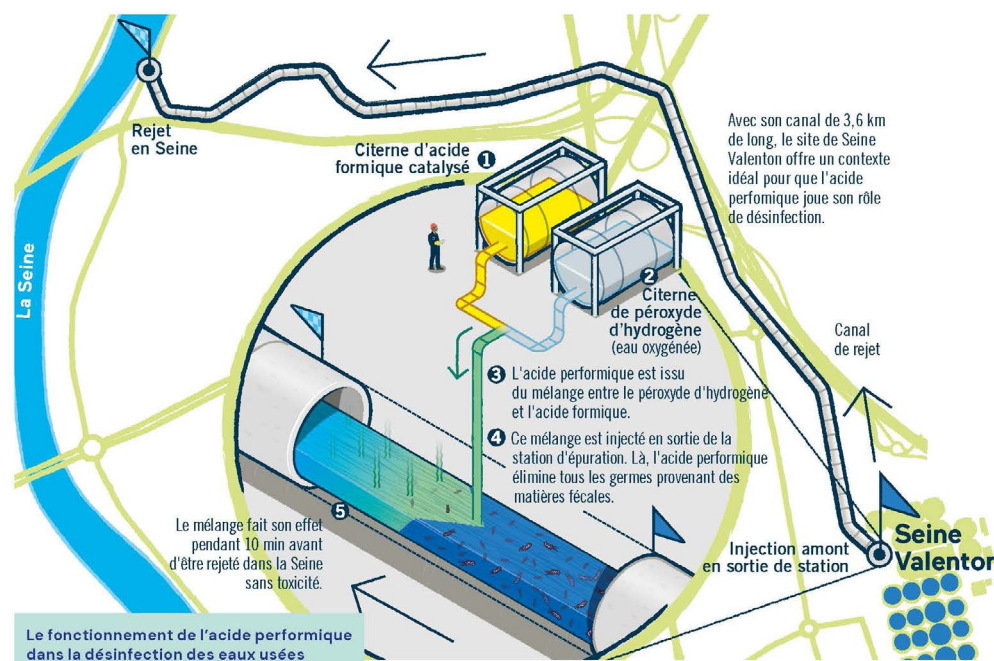 Rejet
en Seine
La Seine
Citerne d'acide
formique catalysé
1
Avec son canal de 3,6 km
de long, le site de Seine
Valenton offre un contexte
idéal pour que l'acide
perfomique joue son rôle
de désinfection.
2
Citerne
de péroxyde
d'hydrogène
(eau oxygénée)
Canal
de rejet
3 L'acide performique est issu
du mélange entre le péroxyde d'hydrogène
et l'acide formique.
4 Ce mélange est injecté en sortie de la
station d'épuration. Là, l'acide performique
élimine tous les germes provenant des
matières fécales.
5
Le mélange fait son effet
pendant 10 min avant
d'être rejeté dans la Seine
sans toxicité.
Injection amont
en sortie de station
Seine
Valenton
Le fonctionnement de l'acide performique
dans la désinfection des eaux usées